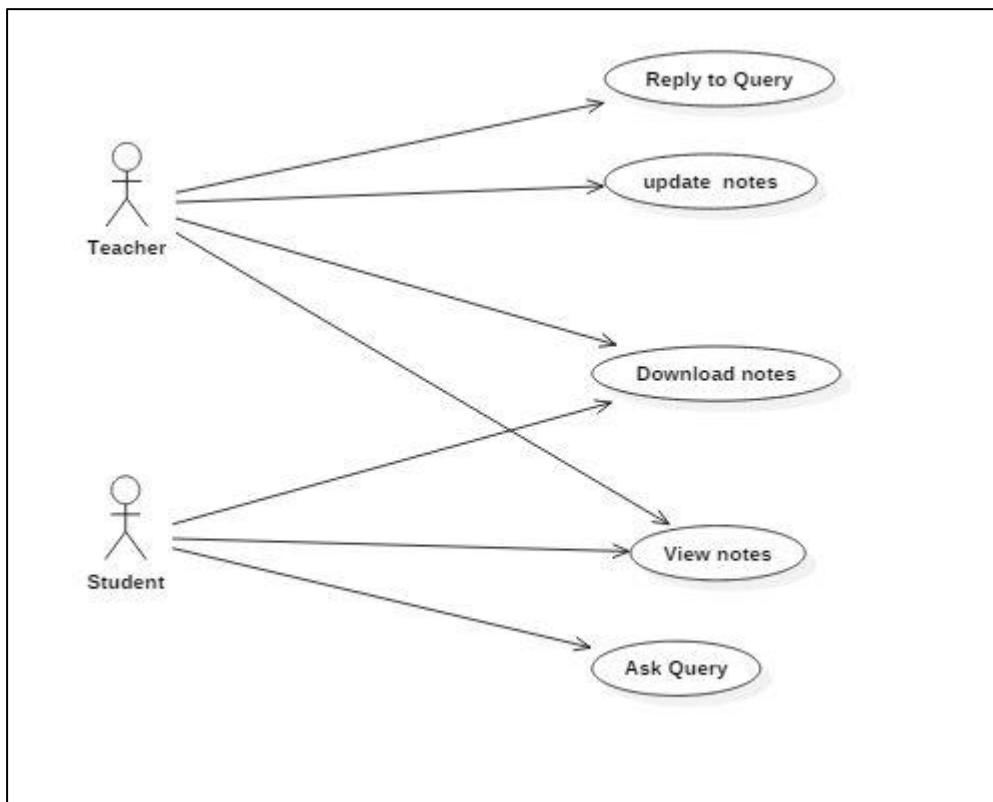 Reply to Query
update notes
Teacher
Download notes
Student
View notes
Ask Query